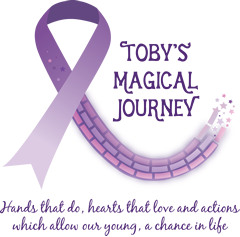 TOBY'S
MAGICAL
JOURNEY
Hands that do, hearts that love and actions
which allow our young, a chance in life